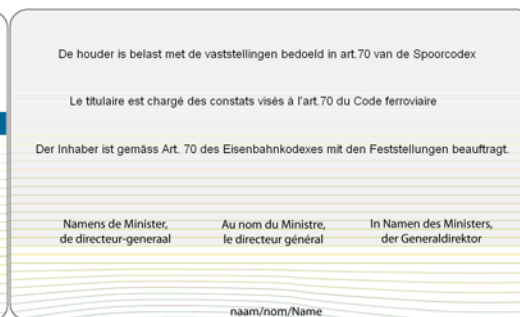 De houder is belast met de vaststellingen bedoeld in art.70 van de Spoorcodex
Le titulaire est chargé des constats visés à l'art.70 du Code ferroviaire
Der Inhaber ist gemäss Art. 70 des Eisenbahnkodexes mit den Feststellungen beauftragt.
Namens de Minister,
de directeur-generaal
Au nom du Ministre,
le directeur général
In Namen des Ministers,
der Generaldirektor
naam/nom/Name